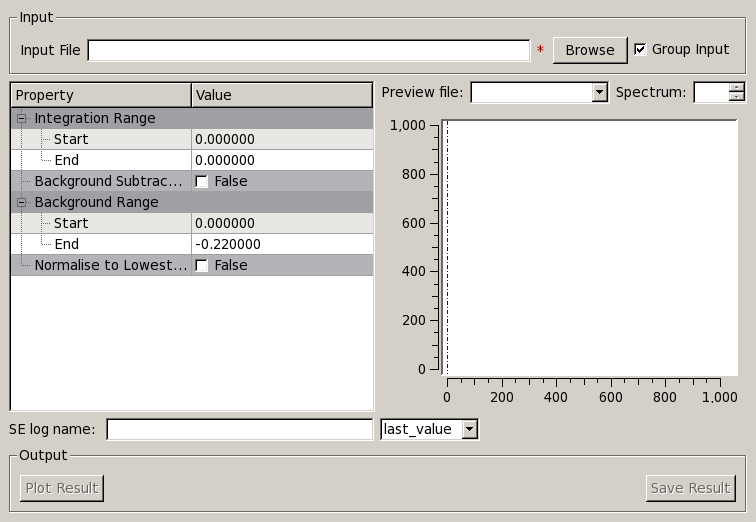 Input
Input File * Browse Group Input
Property Value Preview file: Spectrum:
Integration Range
Start 0.000000
End 0.000000
Background Subtrac... False
Background Range
Start 0.000000
End -0.220000
Normalise to Lowest... False
1,000
800
600
400
200
0
0 200 400 600 800 1,000
SE log name: last_value
Output
Plot Result Save Result